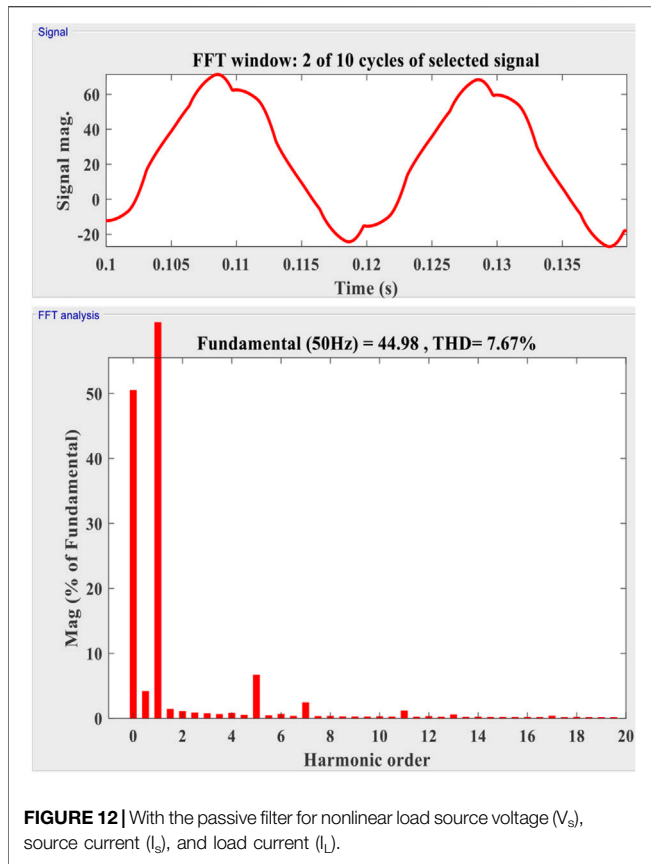 Signal
FFT window: 2 of 10 cycles of selected signal
Signal mag.
60
40
20
0
-20
0.1 0.105 0.11 0.115 0.12 0.125 0.13 0.135
Time (s)
FFT analysis
Fundamental (50Hz) = 44.98 , THD= 7.67%
Mag (% of Fundamental)
50
40
30
20
10
0
0 2 4 6 8 10 12 14 16 18 20
Harmonic order
FIGURE 12 | With the passive filter for nonlinear load source voltage (Vs),
source current (Is), and load current (IL).